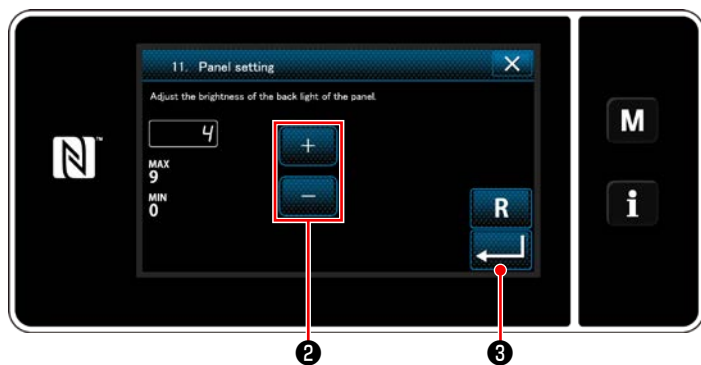 11. Panel setting
X
Adjust the brightness of the back light of the panel.
4
+
MAX
9
−
MIN
0
R
M
i
N
™
❷
❸